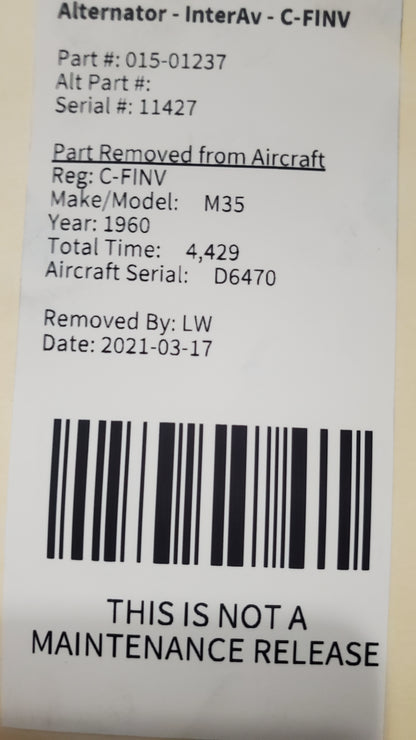 Alternator - InterAv - C-FINV
Part #: 015-01237
Alt Part #:
Serial #: 11427
Part Removed from Aircraft
Reg: C-FINV
Make/Model: M35
Year: 1960
Total Time: 4,429
Aircraft Serial: D6470
Removed By: LW
Date: 2021-03-17
THIS IS NOT A
MAINTENANCE RELEASE